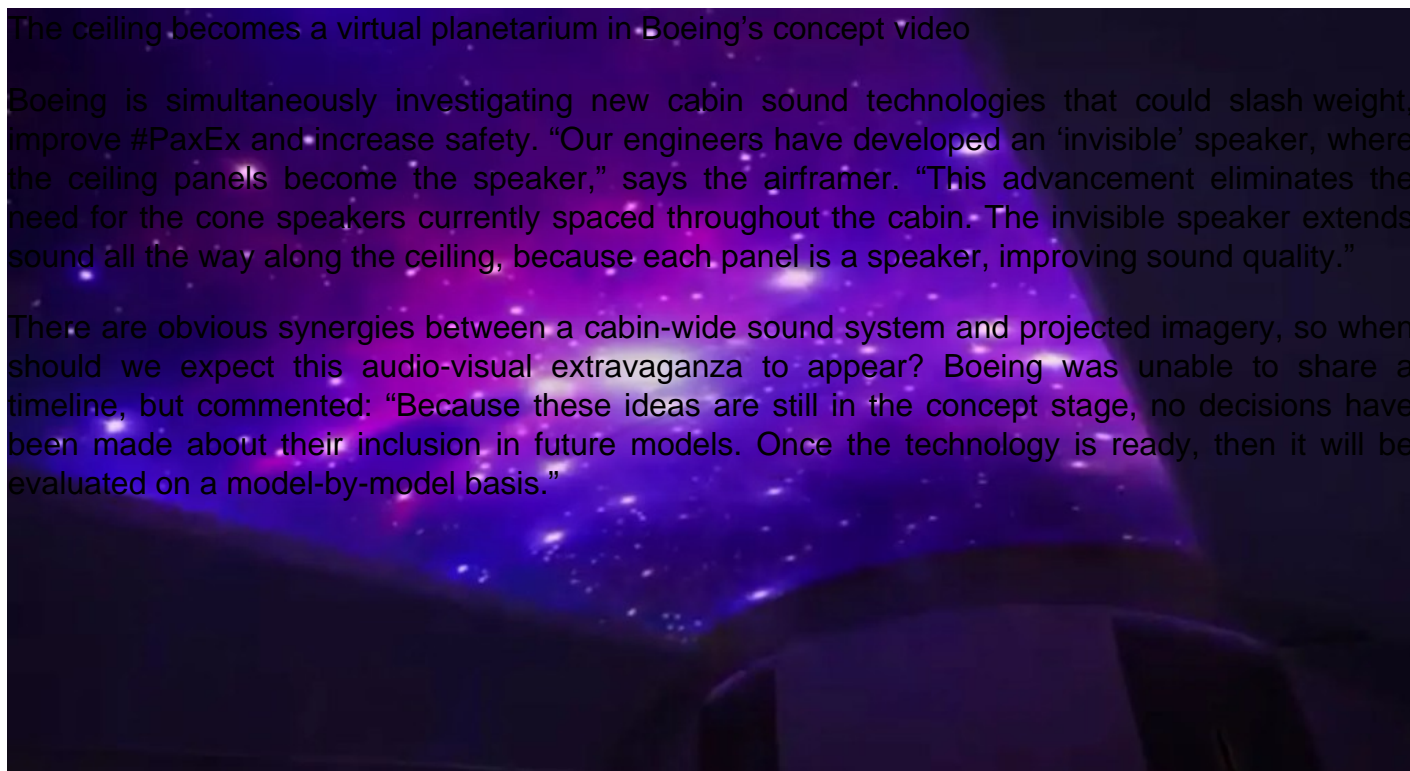 The ceiling becomes a virtual planetarium in Boeing’s concept video
Boeing is simultaneously investigating new cabin sound technologies that could slash weight,
improve #PaxEx and increase safety. “Our engineers have developed an ‘invisible’ speaker, where
the ceiling panels become the speaker,” says the airframer. “This advancement eliminates the
need for the cone speakers currently spaced throughout the cabin. The invisible speaker extends
sound all the way along the ceiling, because each panel is a speaker, improving sound quality.”
There are obvious synergies between a cabin-wide sound system and projected imagery, so when
should we expect this audio-visual extravaganza to appear? Boeing was unable to share a
timeline, but commented: “Because these ideas are still in the concept stage, no decisions have
been made about their inclusion in future models. Once the technology is ready, then it will be
evaluated on a model-by-model basis.”